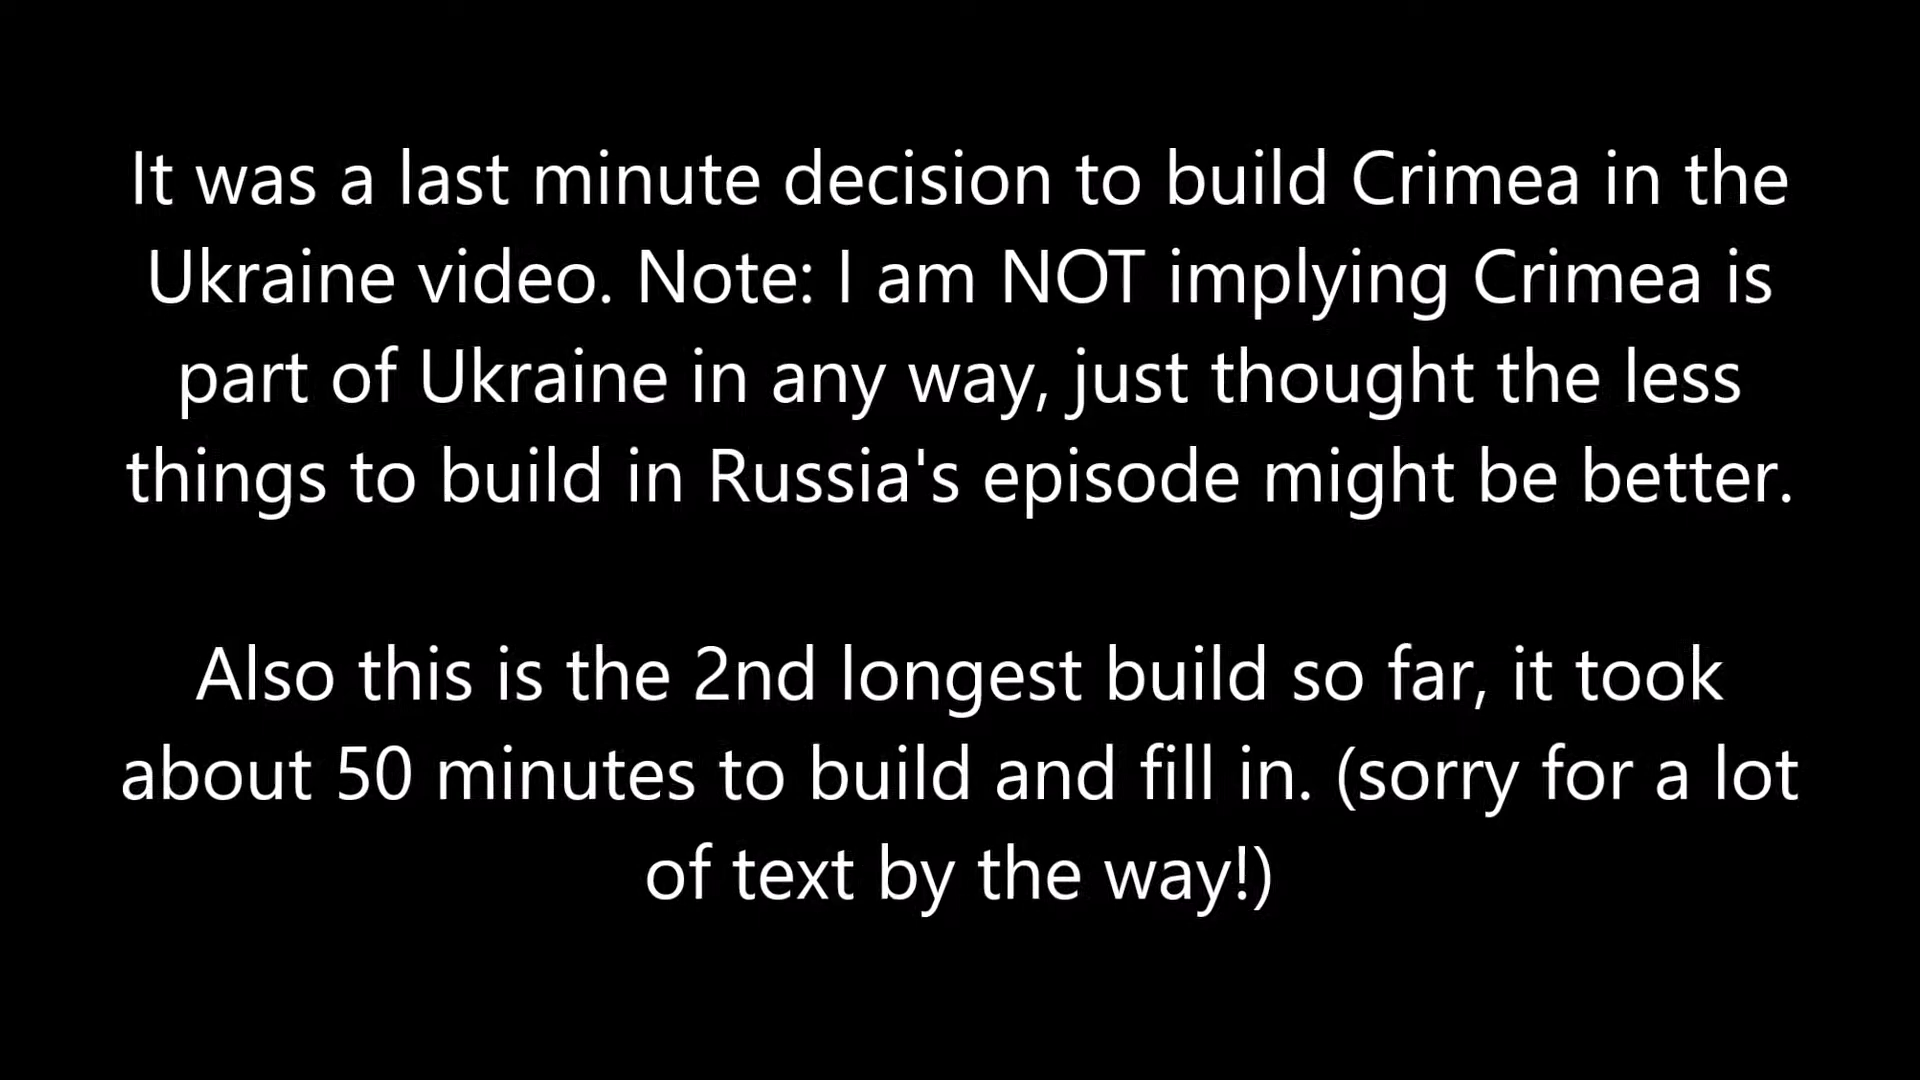 It was a last minute decision to build Crimea in the
Ukraine video. Note: I am NOT implying Crimea is
part of Ukraine in any way, just thought the less
things to build in Russia's episode might be better.
Also this is the 2nd longest build so far, it took
about 50 minutes to build and fill in. (sorry for a lot
of text by the way!)